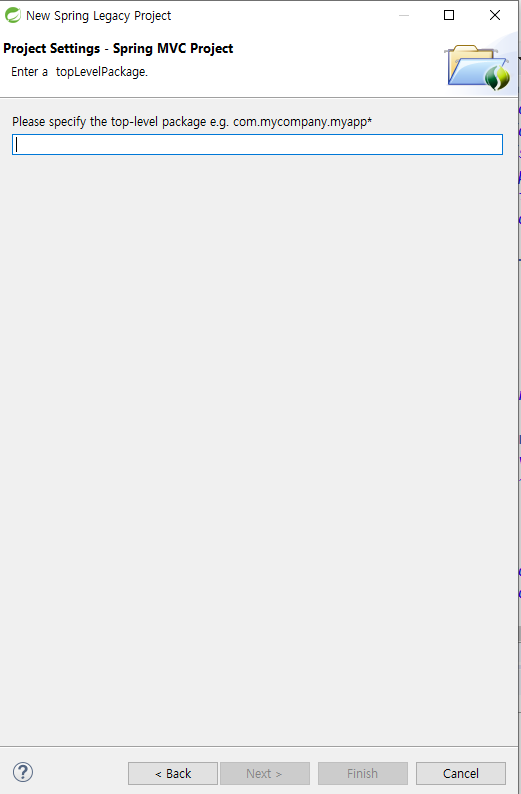 New Spring Legacy Project
Project Settings - Spring MVC Project
Enter a topLevelPackage.
Please specify the top-level package e.g. com.mycompany.myapp*
?
< Back
Next >
Finish
Cancel